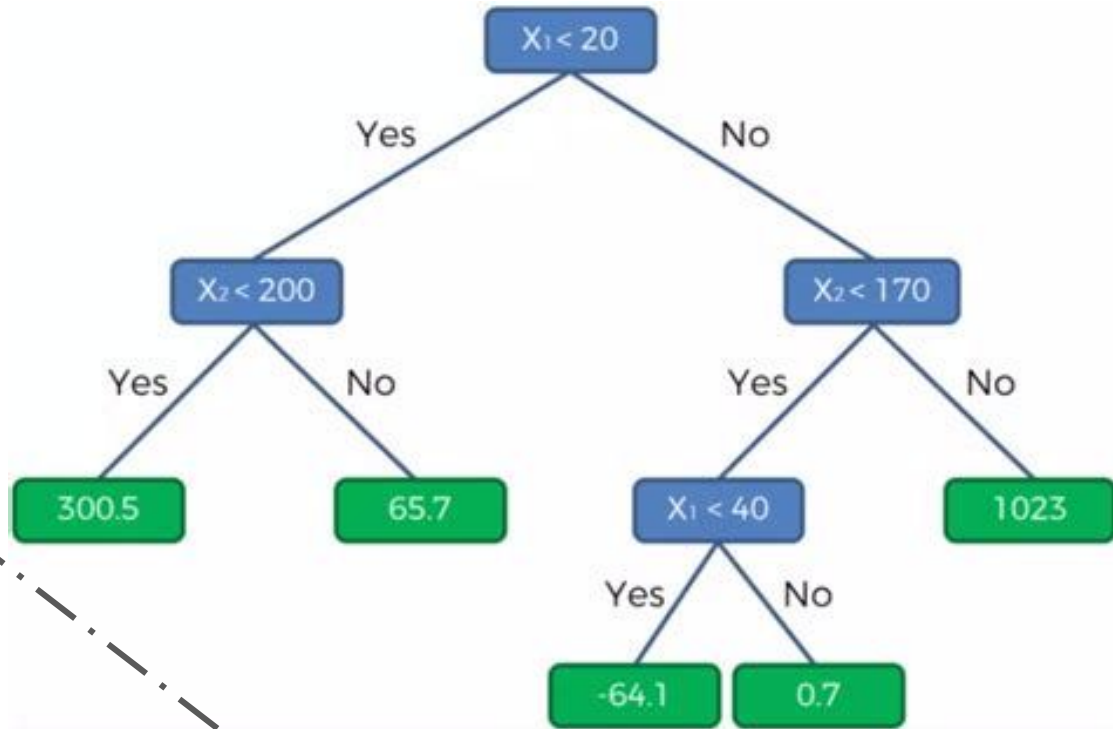 X₁ < 20
Yes
No
X₂ < 200
X₂ < 170
Yes
No
Yes
No
300.5
65.7
X₁ < 40
1023
Yes
No
-64.1
0.7